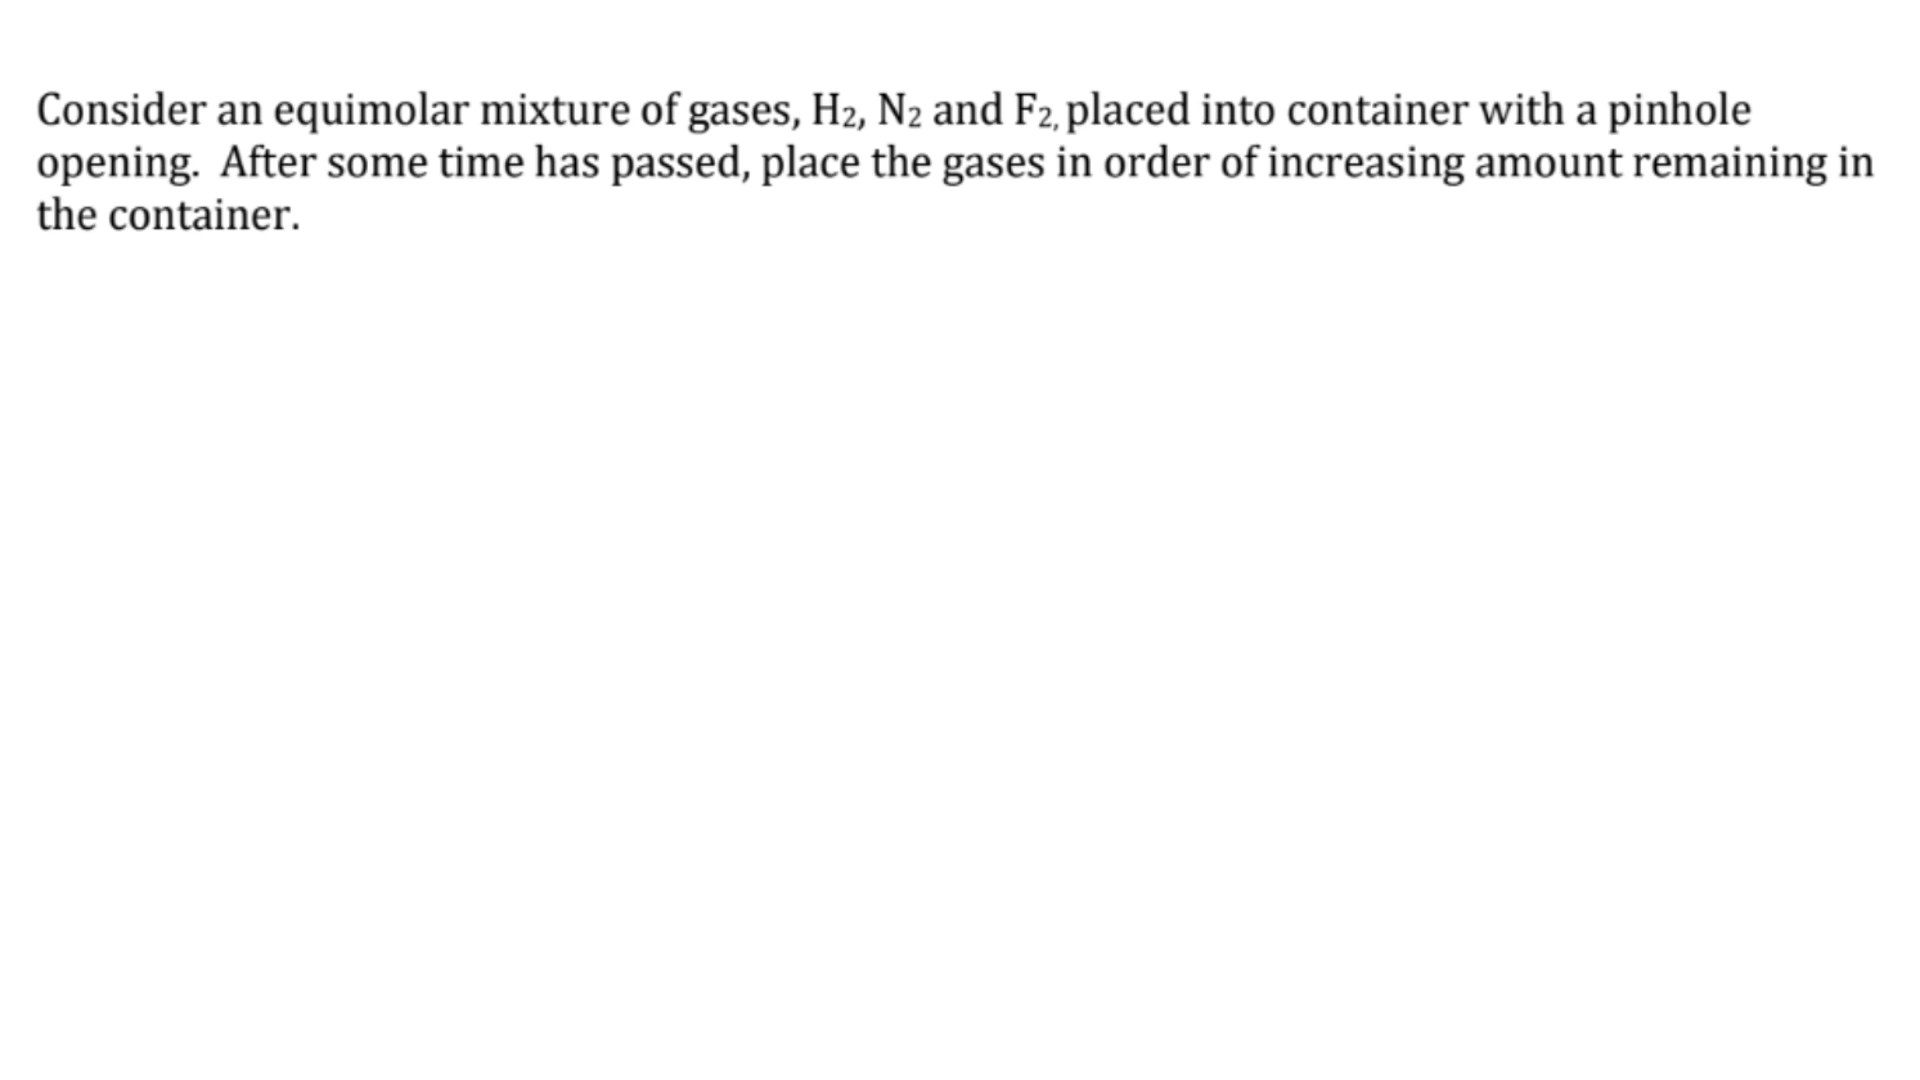 Consider an equimolar mixture of gases, H₂, N₂ and F₂, placed into container with a pinhole
opening.  After some time has passed, place the gases in order of increasing amount remaining in
the container.